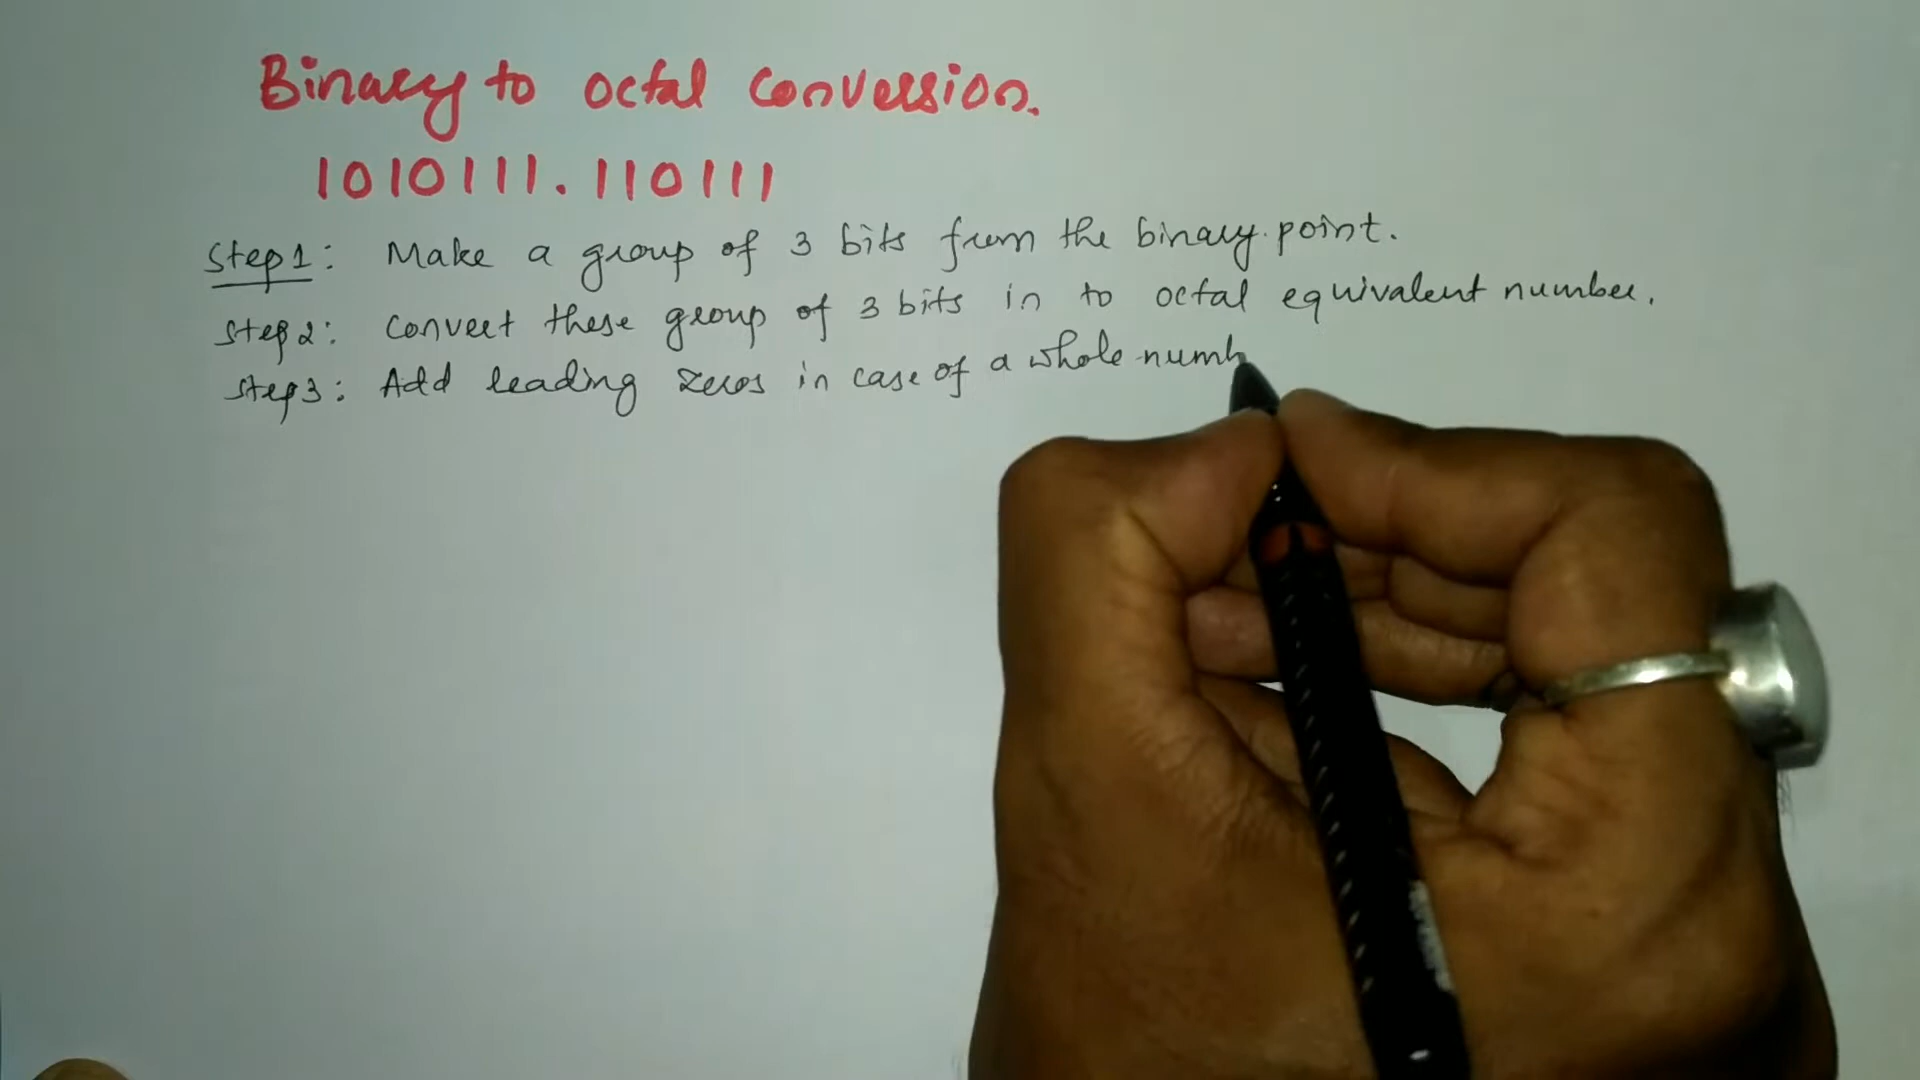 Binary to octal conversion.
1010111.110111
Step1: Make a group of 3 bits from the binary point.
Step2: Convert these group of 3 bits in to octal equivalent number.
Step3: Add leading zeros in case of a whole numb